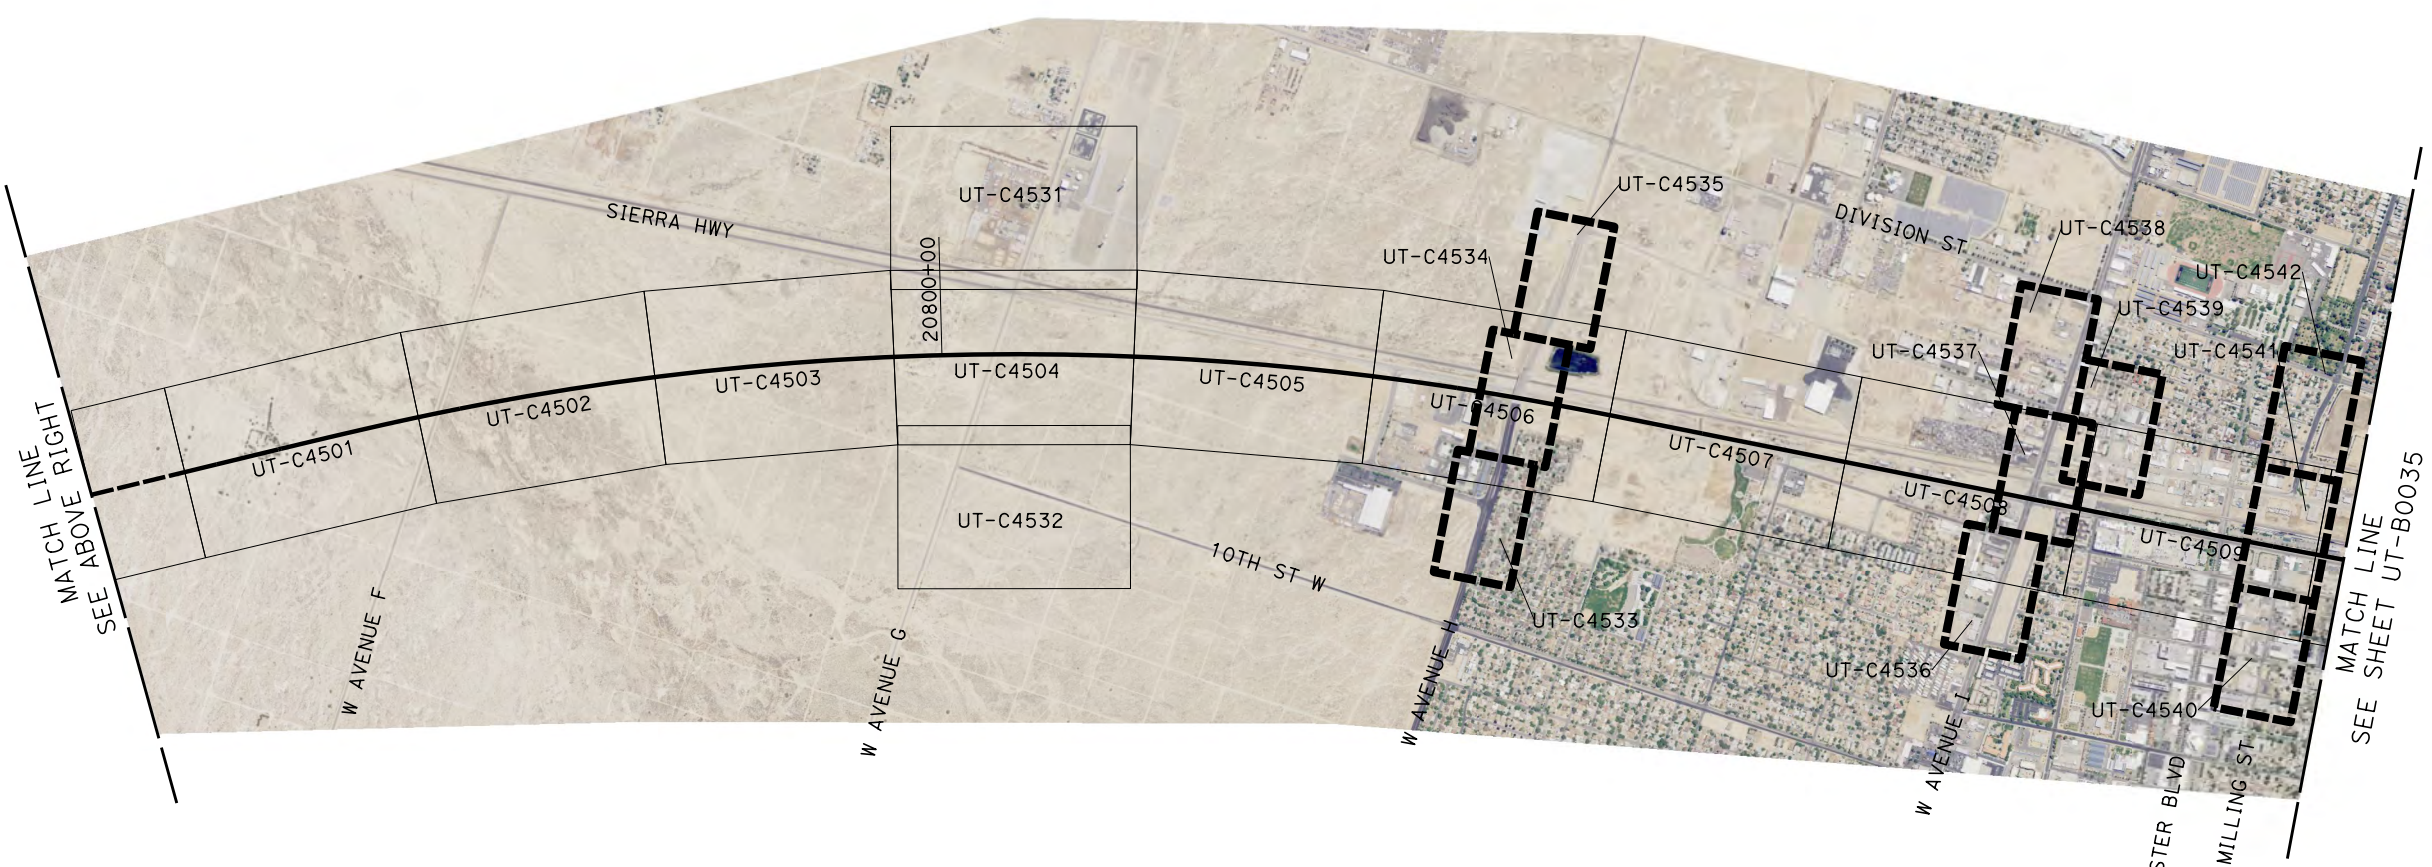 UT-C4531
UT-C4535
SIERRA HWY
DIVISION ST
UT-C4538
20800+00
UT-C4534
UT-C4542
UT-C4539
UT-C4537
UT-C4541
UT-C4501
UT-C4502
UT-C4503
UT-C4504
UT-C4505
UT-C4506
UT-C4507
UT-C4508
UT-C4509
MATCH LINE
SEE ABOVE RIGHT
MATCH LINE
SEE SHEET UT-B0035
UT-C4532
10TH ST W
UT-C4533
UT-C4536
UT-C4540
W AVENUE F
W AVENUE G
W AVENUE H
W AVENUE I
STER BLVD
MILLING ST